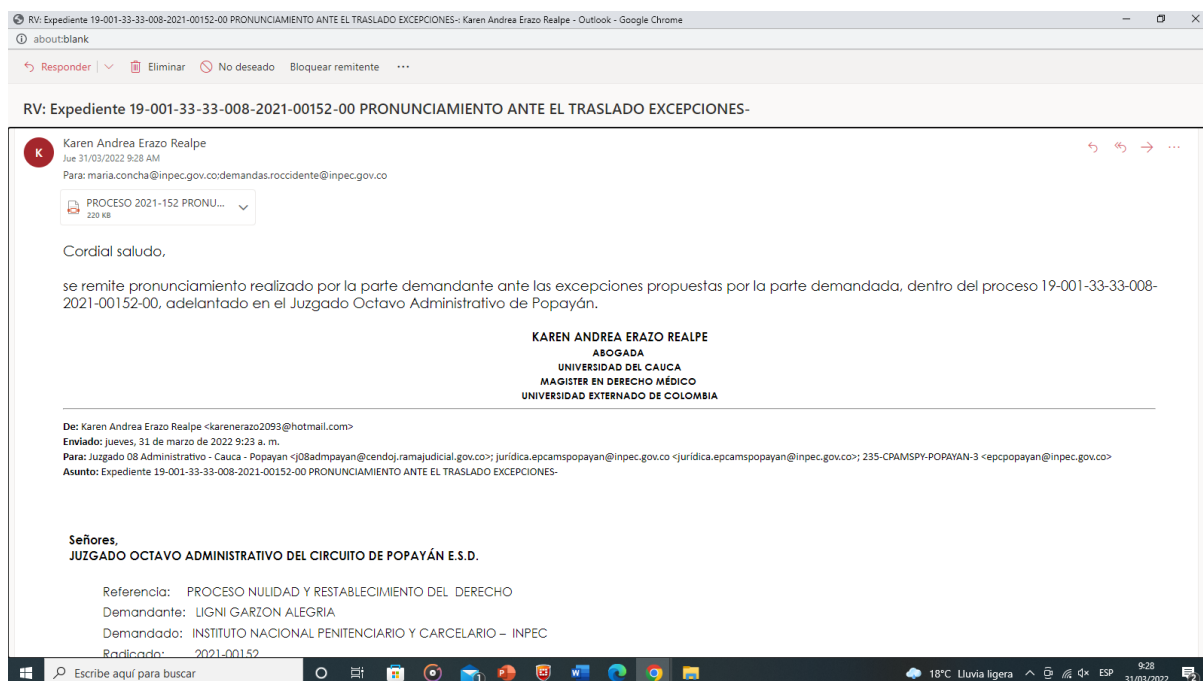 RV: Expediente 19-001-33-33-008-2021-00152-00 PRONUNCIAMIENTO ANTE EL TRASLADO EXCEPCIONES-: Karen Andrea Erazo Realpe - Outlook - Google Chrome
about:blank
Responder Eliminar No deseado Bloquear remitente ...
RV: Expediente 19-001-33-33-008-2021-00152-00 PRONUNCIAMIENTO ANTE EL TRASLADO EXCEPCIONES-
K
Karen Andrea Erazo Realpe
Jue 31/03/2022 9:28 AM
Para: maria.concha@inpec.gov.co;demandas.roccidente@inpec.gov.co
PROCESO 2021-152 PRONU...
220 KB
Cordial saludo,
se remite pronunciamiento realizado por la parte demandante ante las excepciones propuestas por la parte demandada, dentro del proceso 19-001-33-33-008-
2021-00152-00, adelantado en el Juzgado Octavo Administrativo de Popayán.
KAREN ANDREA ERAZO REALPE
ABOGADA
UNIVERSIDAD DEL CAUCA
MAGISTER EN DERECHO MÉDICO
UNIVERSIDAD EXTERNADO DE COLOMBIA
De: Karen Andrea Erazo Realpe <karenerazo2093@hotmail.com>
Enviado: jueves, 31 de marzo de 2022 9:23 a. m.
Para: Juzgado 08 Administrativo - Cauca - Popayan <j08admpayan@cendoj.ramajudicial.gov.co>; jurídica.epcamspopayan@inpec.gov.co <jurídica.epcamspopayan@inpec.gov.co>; 235-CPAMSPY-POPAYAN-3 <epcpopayan@inpec.gov.co>
Asunto: Expediente 19-001-33-33-008-2021-00152-00 PRONUNCIAMIENTO ANTE EL TRASLADO EXCEPCIONES-
Señores,
JUZGADO OCTAVO ADMINISTRATIVO DEL CIRCUITO DE POPAYÁN E.S.D.
Referencia: PROCESO NULIDAD Y RESTABLECIMIENTO DEL DERECHO
Demandante: LIGNI GARZON ALEGRIA
Demandado: INSTITUTO NACIONAL PENITENCIARIO Y CARCELARIO – INPEC
Radicado: 2021-00152
Escribe aquí para buscar
18°C Lluvia ligera ESP 9:28
31/03/2022